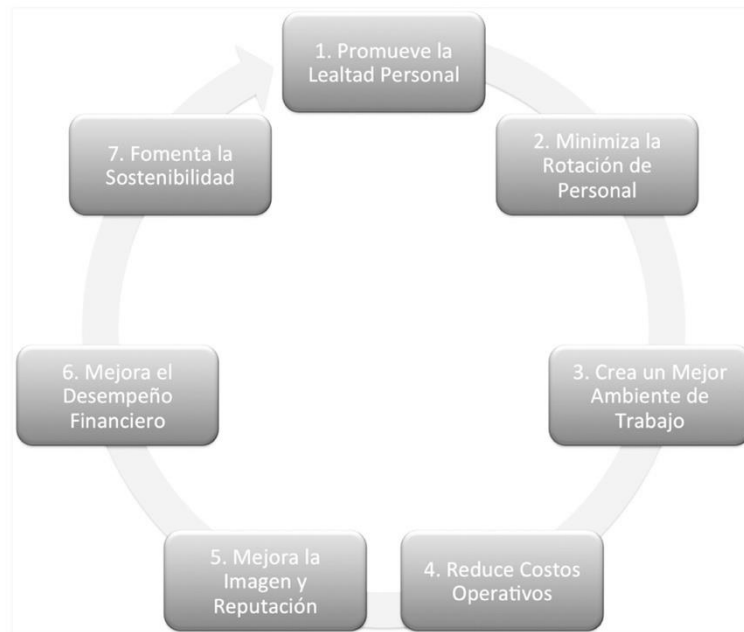 1. Promueve la
Lealtad Personal
2. Minimiza la
Rotación de
Personal
3. Crea un Mejor
Ambiente de
Trabajo
4. Reduce Costos
Operativos
5. Mejora la
Imagen y
Reputación
6. Mejora el
Desempeño
Financiero
7. Fomenta la
Sostenibilidad